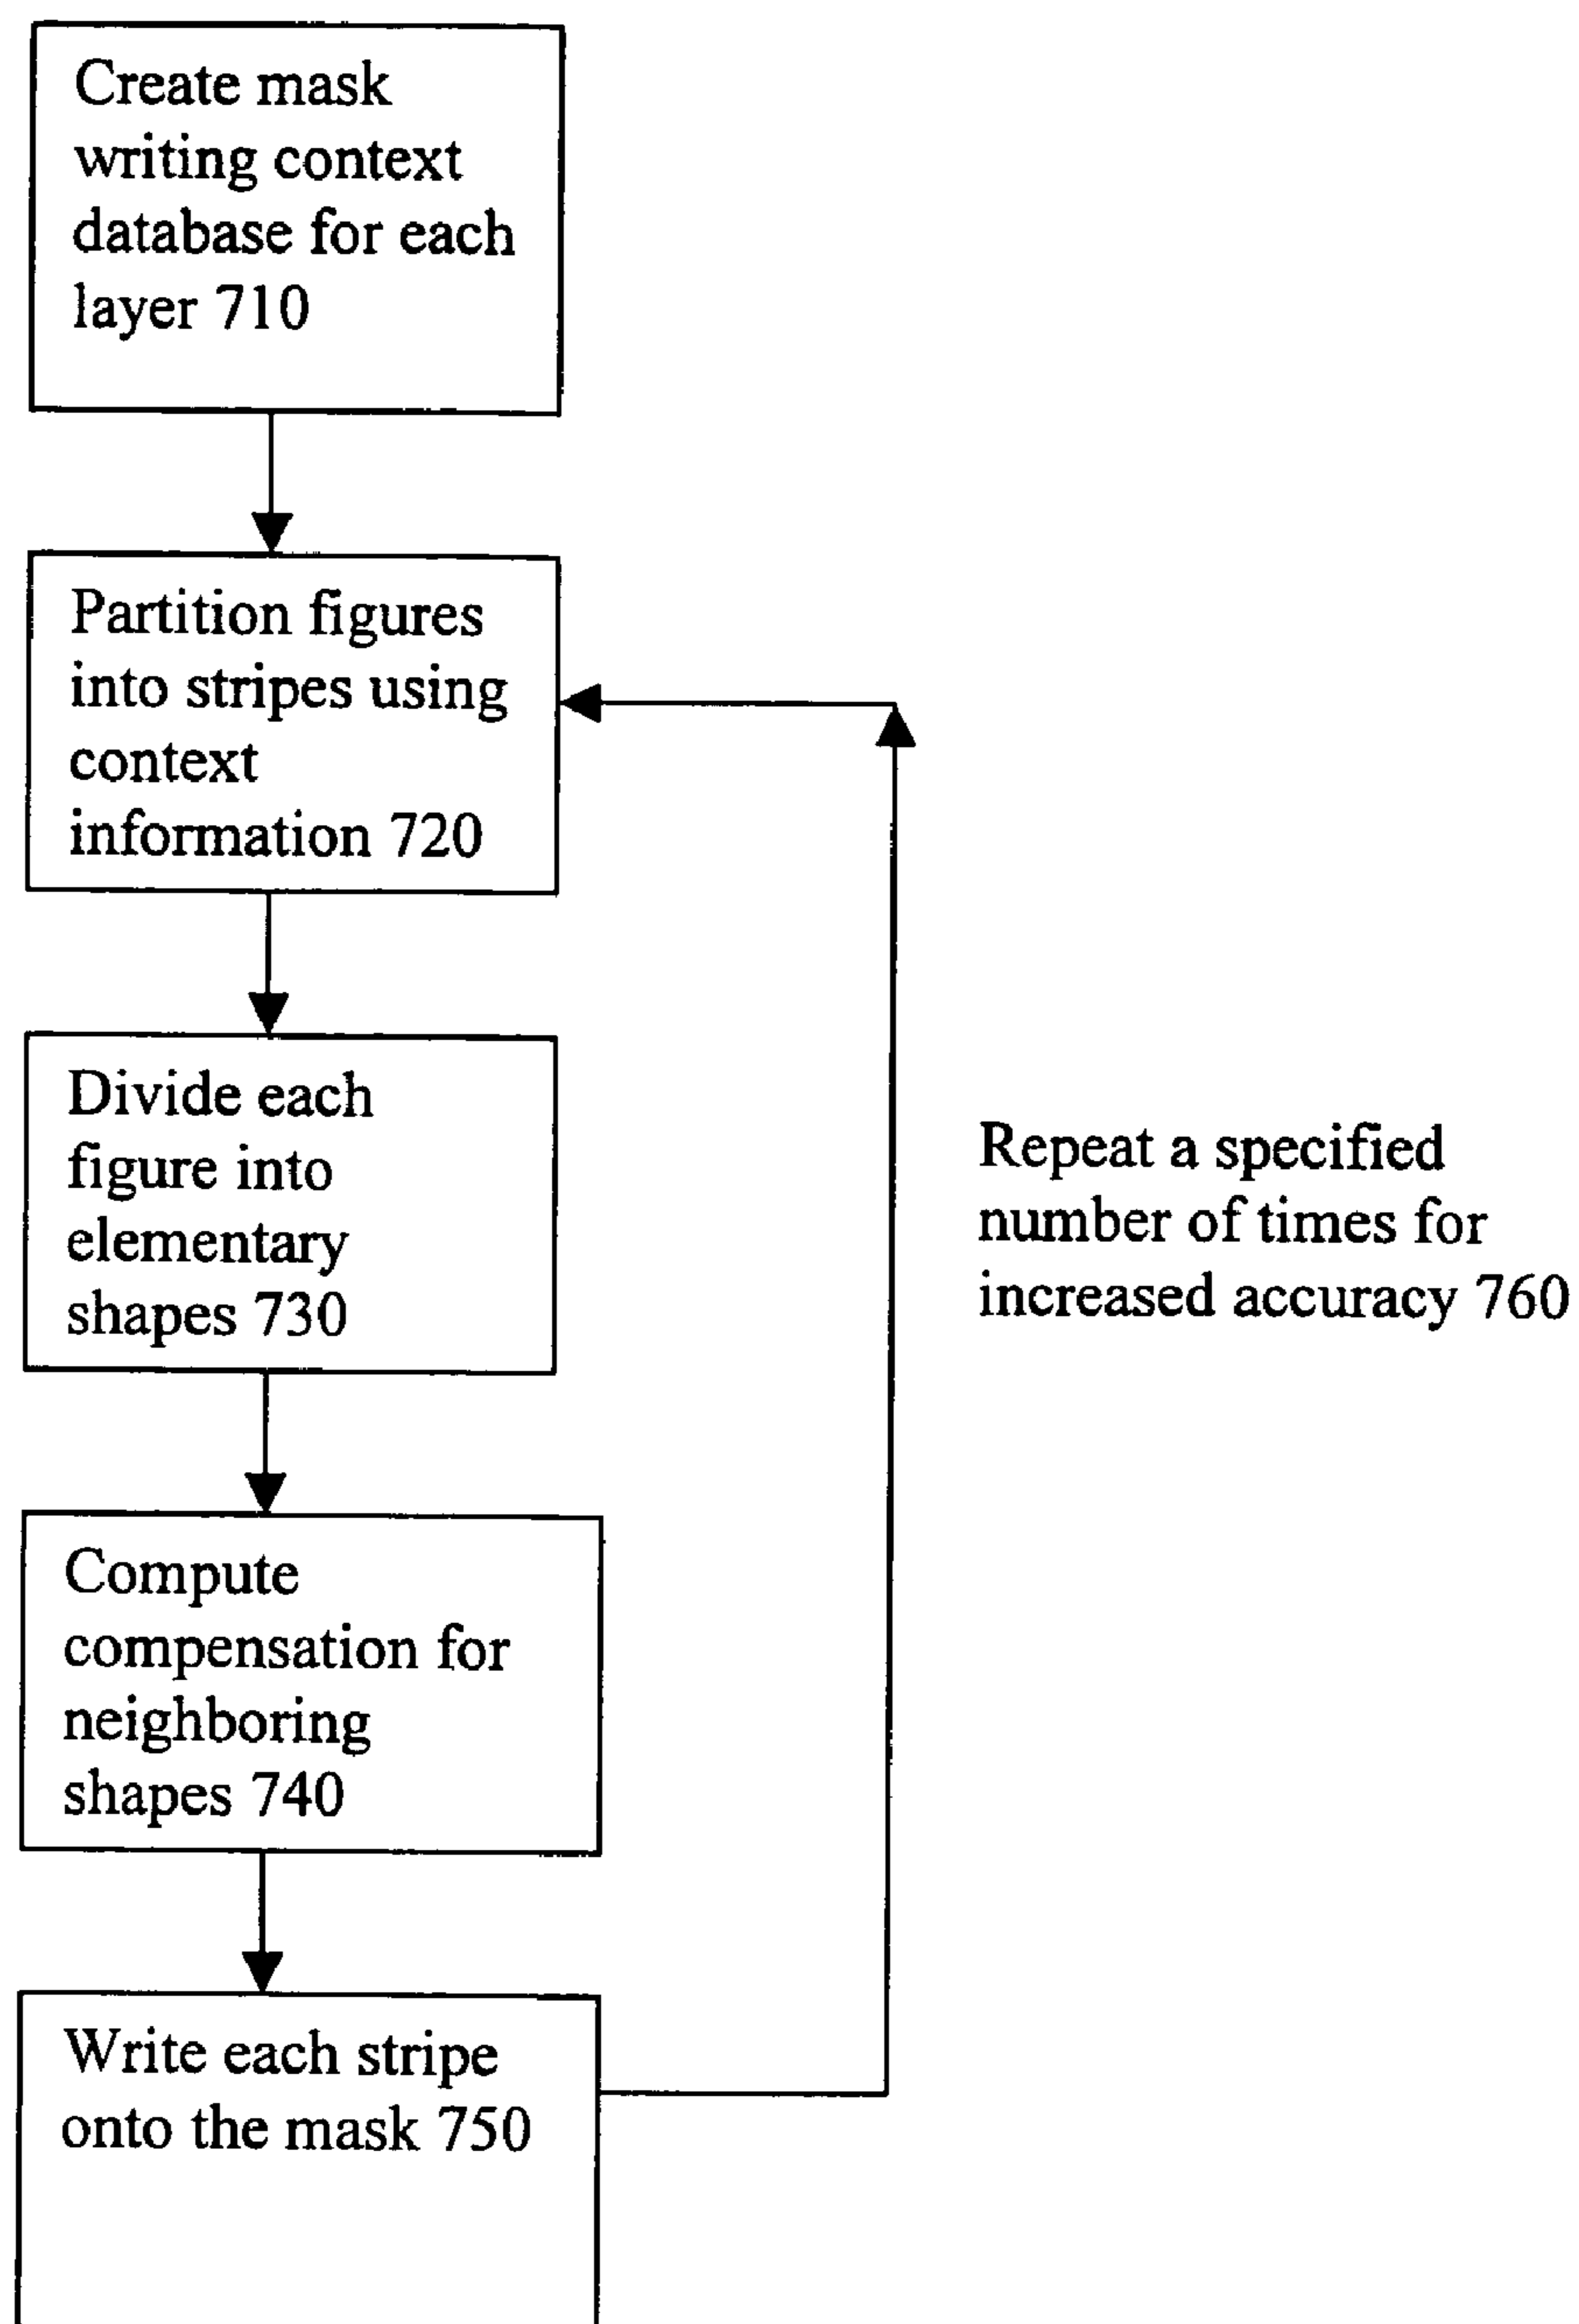 Create mask
writing context
database for each
layer 710
Partition figures
into stripes using
context
information 720
Divide each
figure into
elementary
shapes 730
Repeat a specified
number of times for
increased accuracy 760
Compute
compensation for
neighboring
shapes 740
Write each stripe
onto the mask 750